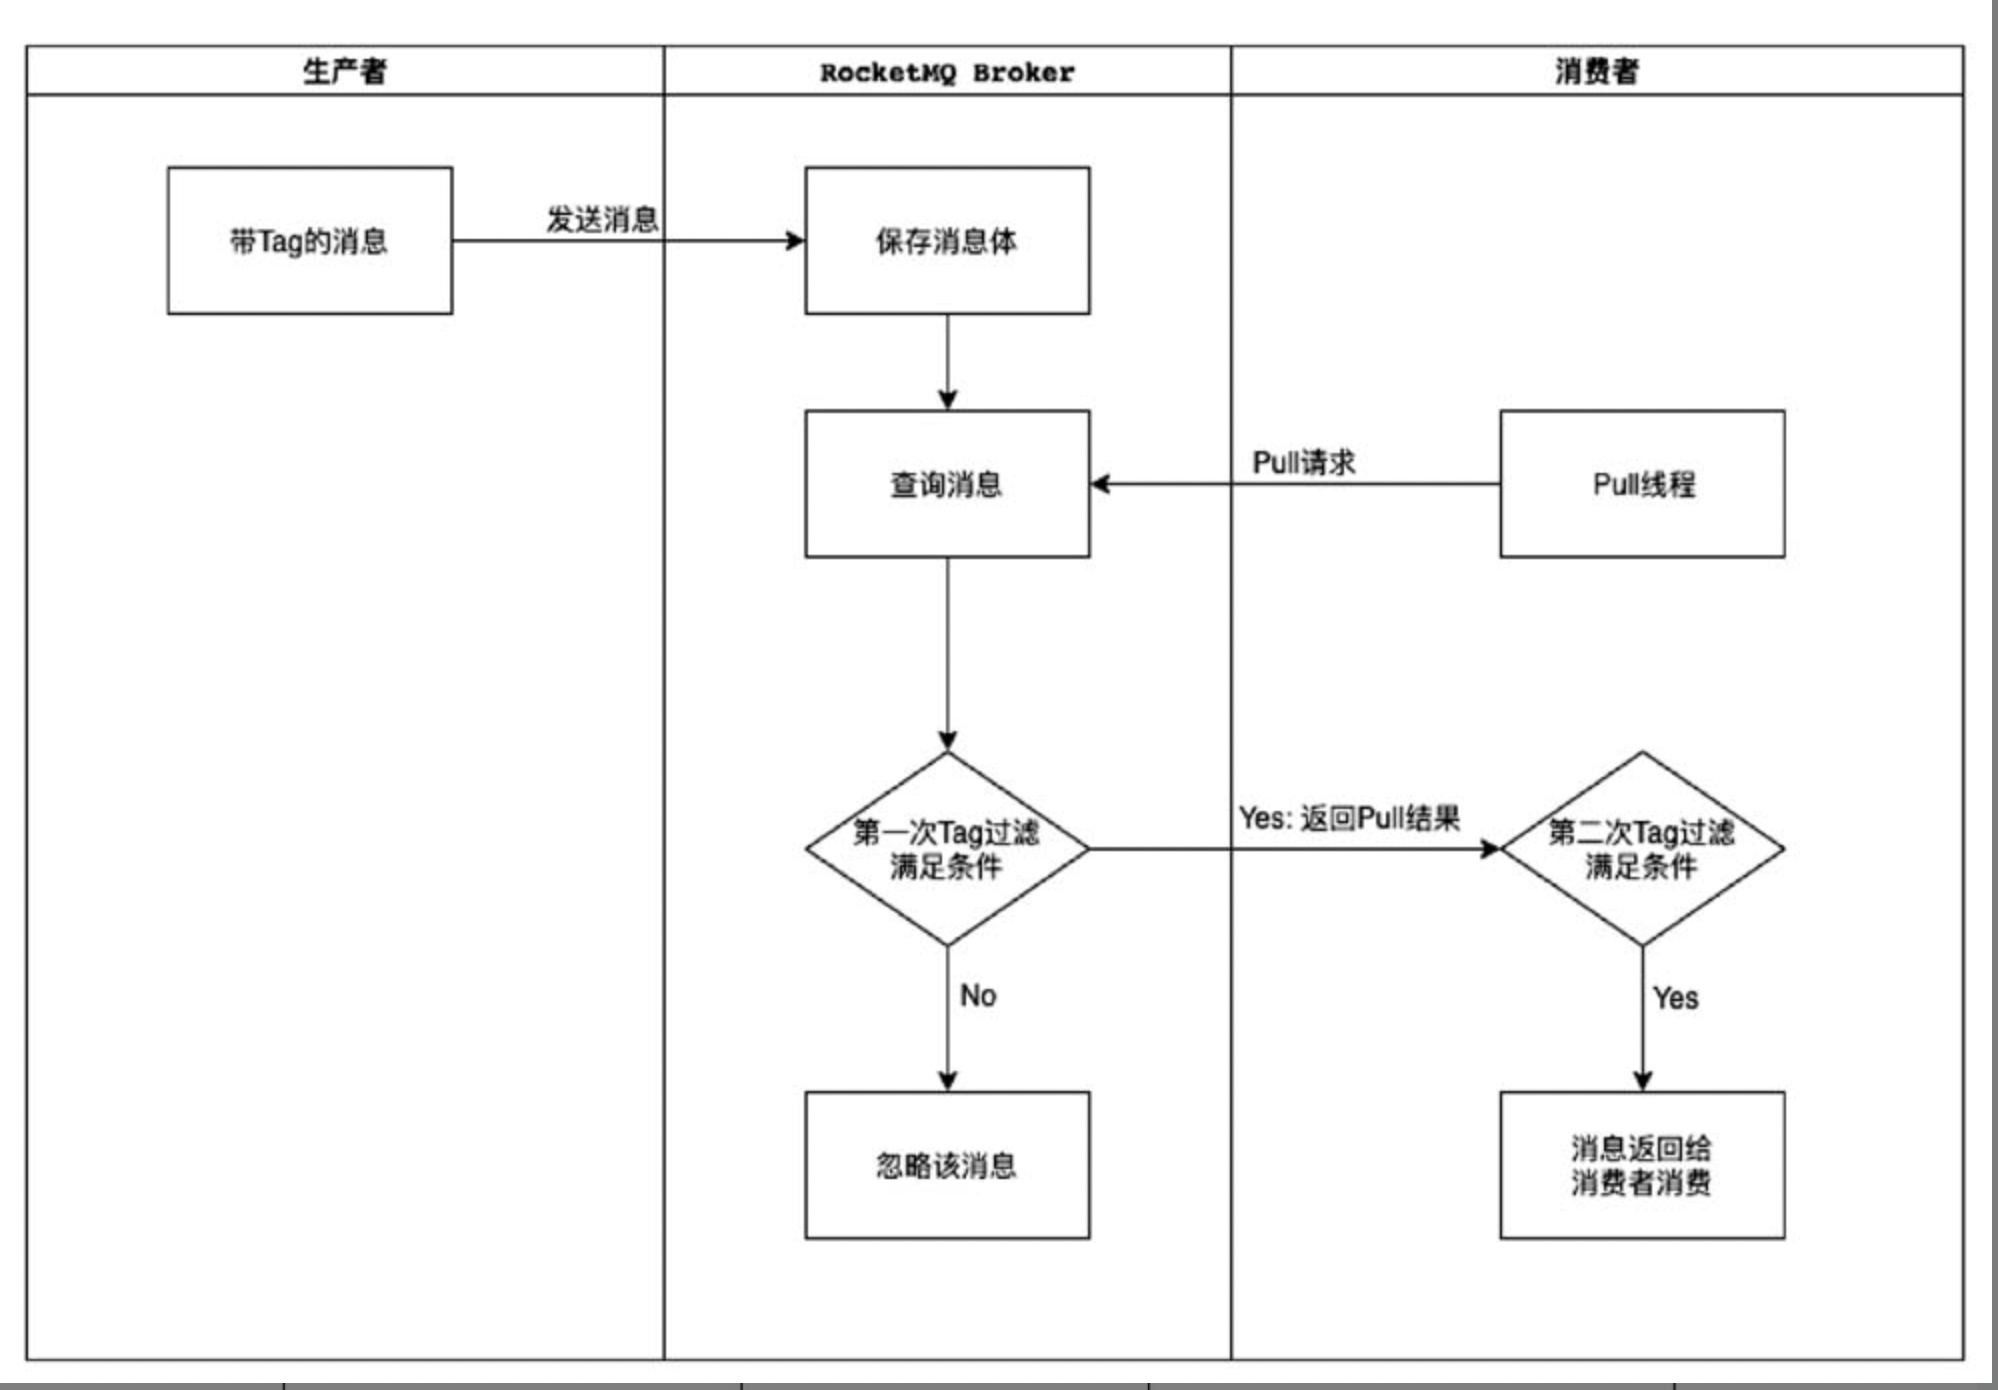 生产者
RocketMQ Broker
消费者
带Tag的消息
发送消息
保存消息体
查询消息
Pull请求
Pull线程
第一次Tag过滤
满足条件
Yes: 返回Pull结果
第二次Tag过滤
满足条件
No
Yes
忽略该消息
消息返回给
消费者消费